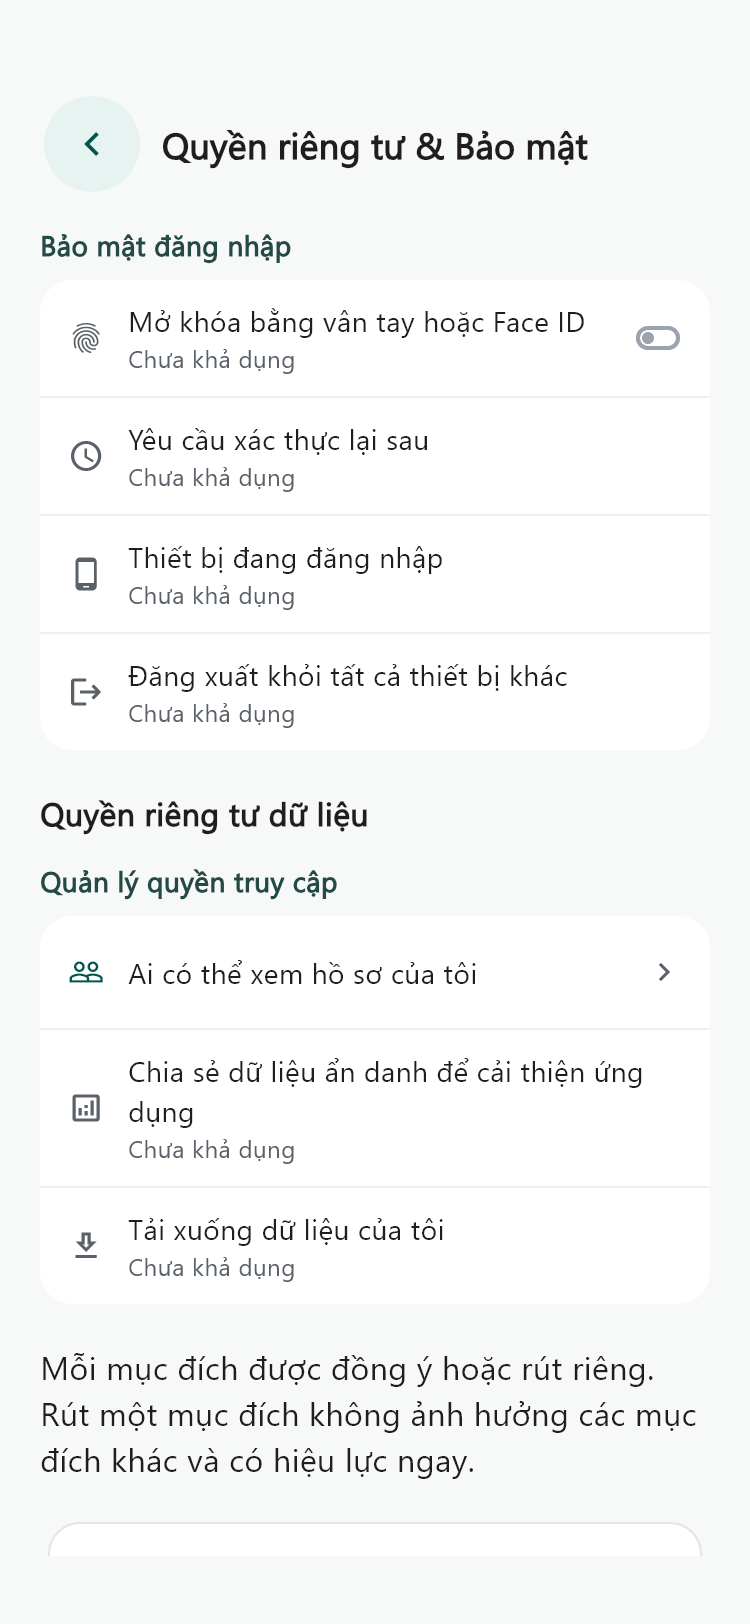 Quyền riêng tư & Bảo mật
Bảo mật đăng nhập
Mở khóa bằng vân tay hoặc Face ID
Chưa khả dụng
Yêu cầu xác thực lại sau
Chưa khả dụng
Thiết bị đang đăng nhập
Chưa khả dụng
Đăng xuất khỏi tất cả thiết bị khác
Chưa khả dụng
Quyền riêng tư dữ liệu
Quản lý quyền truy cập
Ai có thể xem hồ sơ của tôi
Chia sẻ dữ liệu ẩn danh để cải thiện ứng
dụng
Chưa khả dụng
Tải xuống dữ liệu của tôi
Chưa khả dụng
Mỗi mục đích được đồng ý hoặc rút riêng.
Rút một mục đích không ảnh hưởng các mục
đích khác và có hiệu lực ngay.